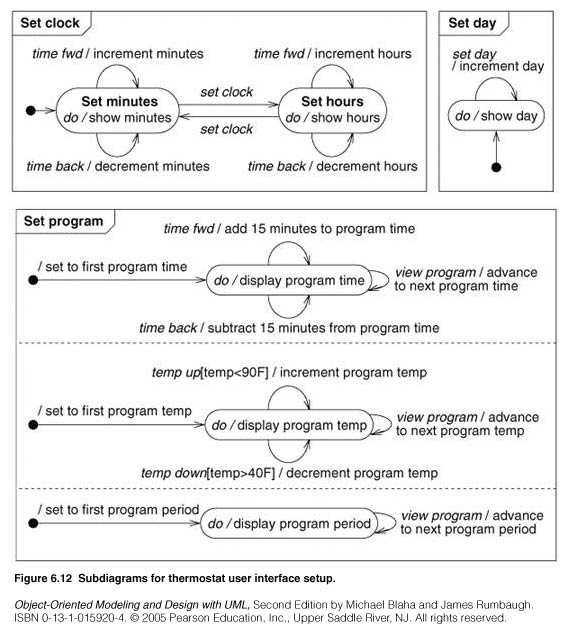 Set clock
time fwd / increment minutes
time fwd / increment hours
Set minutes
do / show minutes
set clock
set clock
Set hours
do / show hours
time back / decrement minutes
time back / decrement hours
Set day
set day
/ increment day
do / show day
Set program
time fwd / add 15 minutes to program time
/ set to first program time
do / display program time
view program / advance
to next program time
time back / subtract 15 minutes from program time
temp up[temp<90F] / increment program temp
/ set to first program temp
do / display program temp
view program / advance
to next program temp
temp down[temp>40F] / decrement program temp
/ set to first program period
do / display program period
view program / advance
to next program period
Figure 6.12 Subdiagrams for thermostat user interface setup.
Object-Oriented Modeling and Design with UML, Second Edition by Michael Blaha and James Rumbaugh.
ISBN 0-13-1-015920-4. © 2005 Pearson Education, Inc., Upper Saddle River, NJ. All rights reserved.